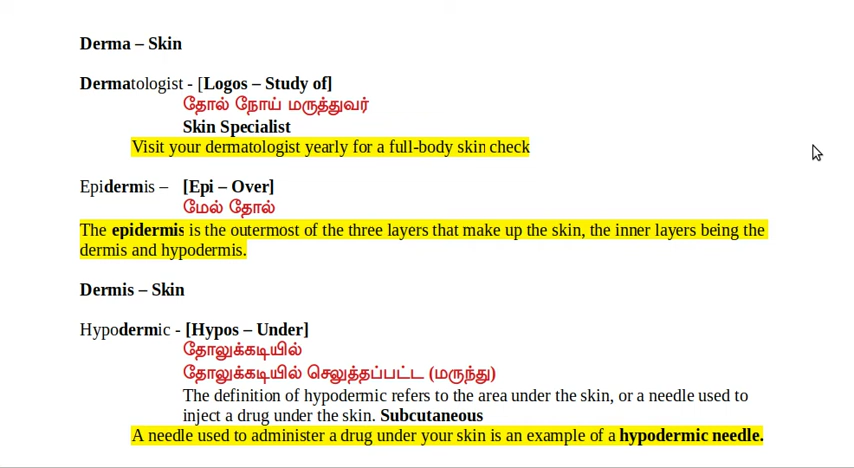 Derma – Skin
Dermatologist - [Logos – Study of]
தோல் நோய் மருத்துவர்
Skin Specialist
Visit your dermatologist yearly for a full-body skin check
Epidermis – [Epi – Over]
மேல் தோல்
The epidermis is the outermost of the three layers that make up the skin, the inner layers being the
dermis and hypodermis.
Dermis – Skin
Hypodermic - [Hypos – Under]
தோலுக்கடியில்
தோலுக்கடியில் செலுத்தப்பட்ட (மருந்து)
The definition of hypodermic refers to the area under the skin, or a needle used to
inject a drug under the skin. Subcutaneous
A needle used to administer a drug under your skin is an example of a hypodermic needle.